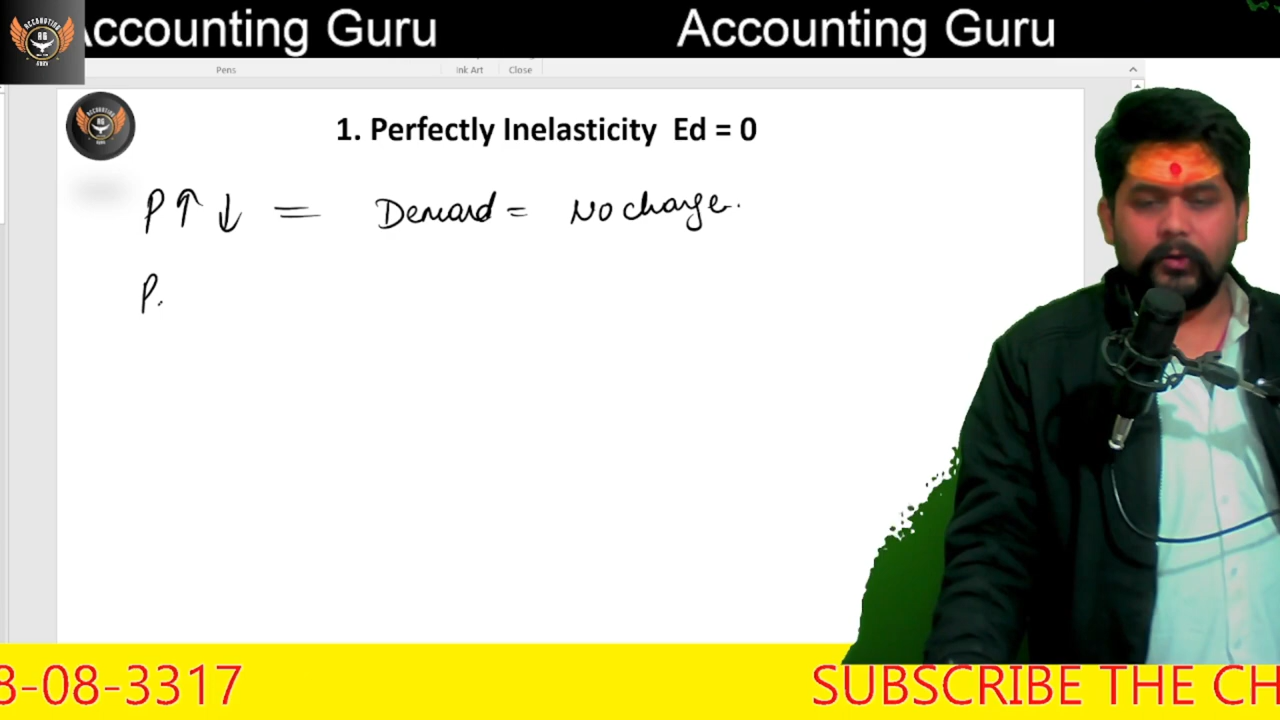 Accounting Guru Accounting Guru
Pens Ink Art Close
1. Perfectly Inelasticity Ed = 0
P↑↓ = Demand = No change.
P.
8-08-3317 SUBSCRIBE THE CH